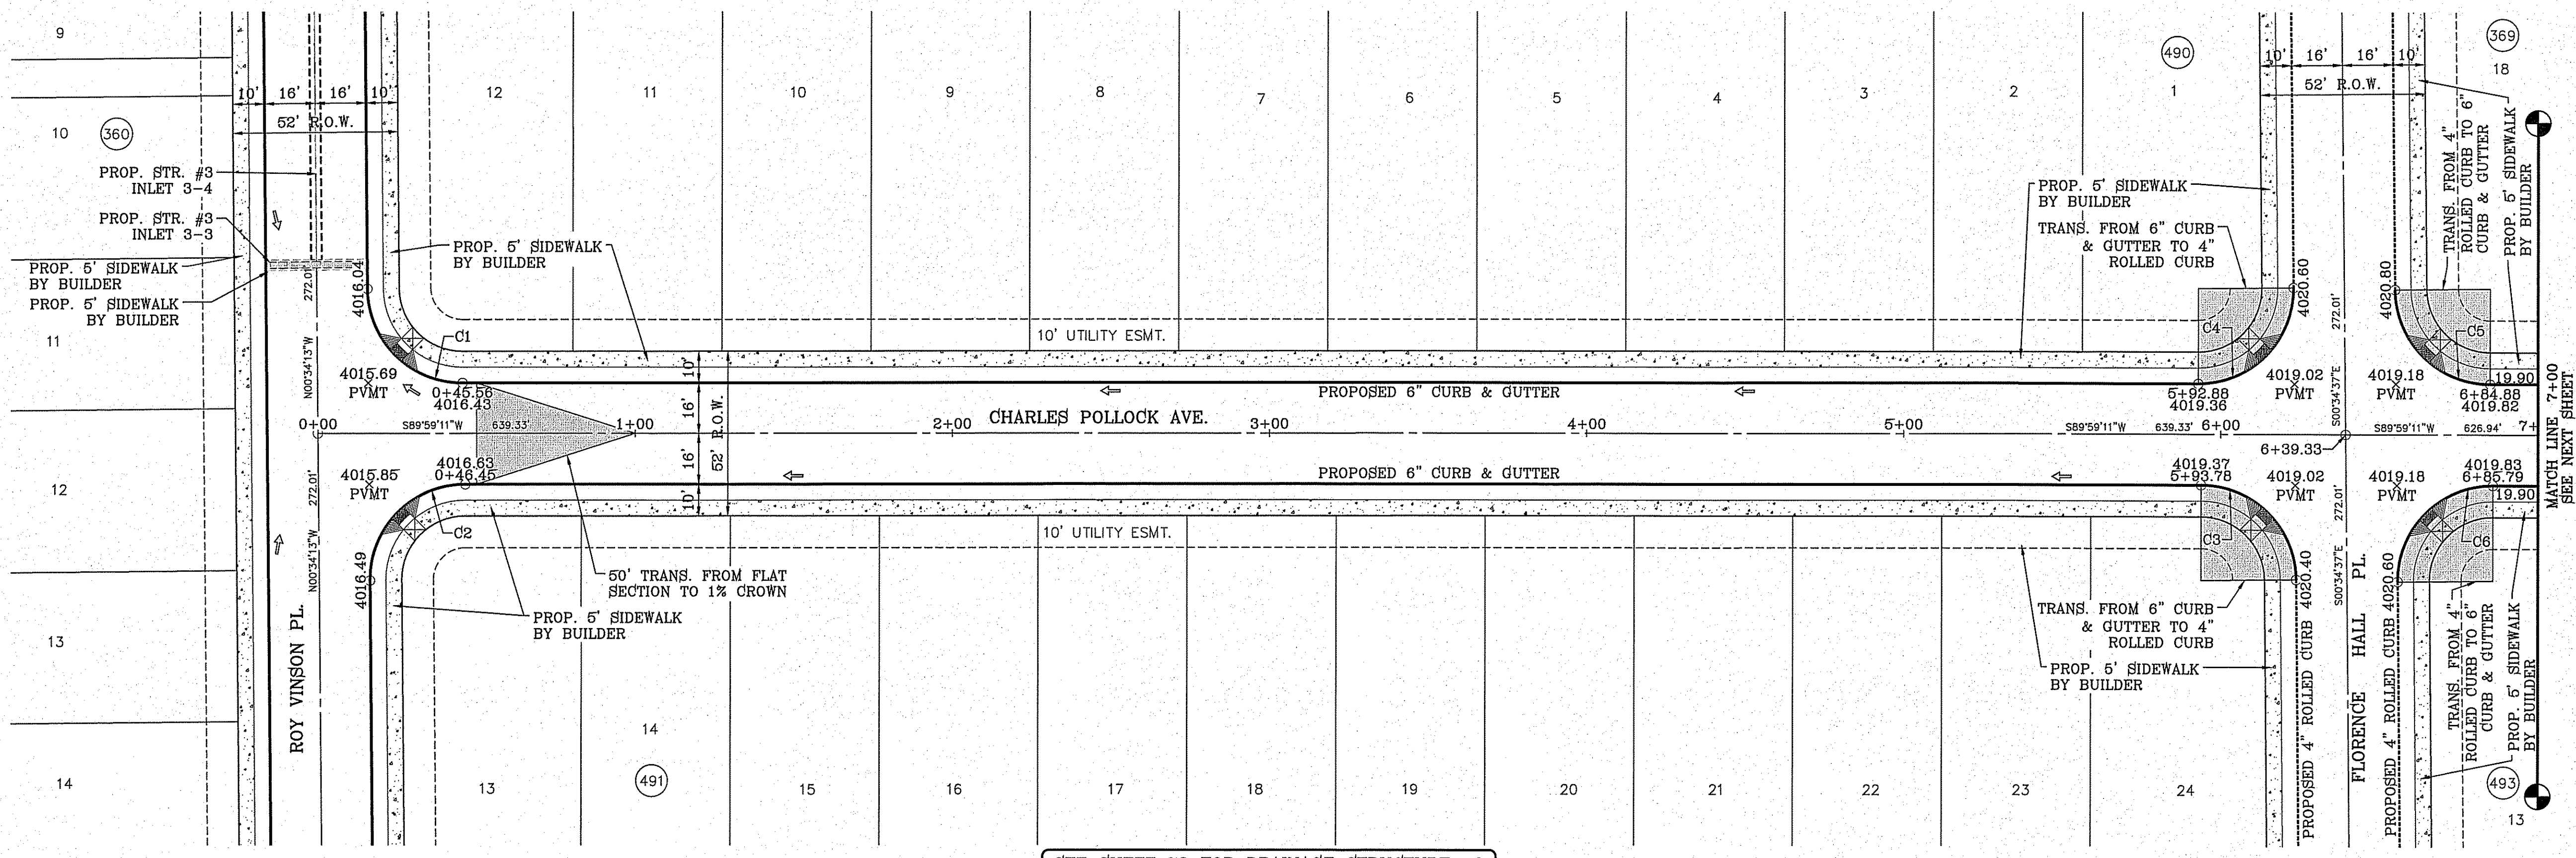 9
10
360
11
12
13
14
10'
16'
16'
10'
52' R.O.W.
PROP. STR. #3
INLET 3-4
PROP. STR. #3
INLET 3-3
PROP. 5' SIDEWALK
BY BUILDER
PROP. 5' SIDEWALK
BY BUILDER
272.01'
N00°34'13"W
4016.04
PROP. 5' SIDEWALK
BY BUILDER
C1
4015.69
PVMT
0+45.56
4016.43
0+00
S89°59'11"W
639.33'
1+00
4015.85
PVMT
4016.63
0+46.45
272.01'
N00°34'13"W
4016.49
C2
ROY VINSON PL.
50' TRANS. FROM FLAT
SECTION TO 1% CROWN
PROP. 5' SIDEWALK
BY BUILDER
10'
16'
16'
10'
52' R.O.W.
12
11
10
9
8
7
6
5
4
3
2
1
490
10' UTILITY ESMT.
PROPOSED 6" CURB & GUTTER
CHARLES POLLOCK AVE.
2+00
3+00
4+00
5+00
S89°59'11"W
639.33'
6+00
PROPOSED 6" CURB & GUTTER
10' UTILITY ESMT.
13
14
491
15
16
17
18
19
20
21
22
23
24
PROP. 5' SIDEWALK
BY BUILDER
TRANS. FROM 6" CURB
& GUTTER TO 4"
ROLLED CURB
10'
16'
16'
10'
52' R.O.W.
369
18
TRANS. FROM 4"
ROLLED CURB TO 6"
CURB & GUTTER
PROP. 5' SIDEWALK
BY BUILDER
4020.60
4020.80
272.01'
S00°34'37"E
C4
C5
5+92.88
4019.36
4019.02
PVMT
4019.18
PVMT
19.90
6+84.88
4019.82
6+39.33
S89°59'11"W
626.94'
7+
MATCH LINE 7+00
SEE NEXT SHEET
4019.37
5+93.78
4019.02
PVMT
4019.18
PVMT
4019.83
6+85.79
19.90
C3
C6
272.01'
S00°34'37"E
TRANS. FROM 6" CURB
& GUTTER TO 4"
ROLLED CURB
PROP. 5' SIDEWALK
BY BUILDER
PROPOSED 4" ROLLED CURB 4020.40
FLORENCE HALL PL.
PROPOSED 4" ROLLED CURB 4020.60
TRANS. FROM 4"
ROLLED CURB TO 6"
CURB & GUTTER
PROP. 5' SIDEWALK
BY BUILDER
493
13